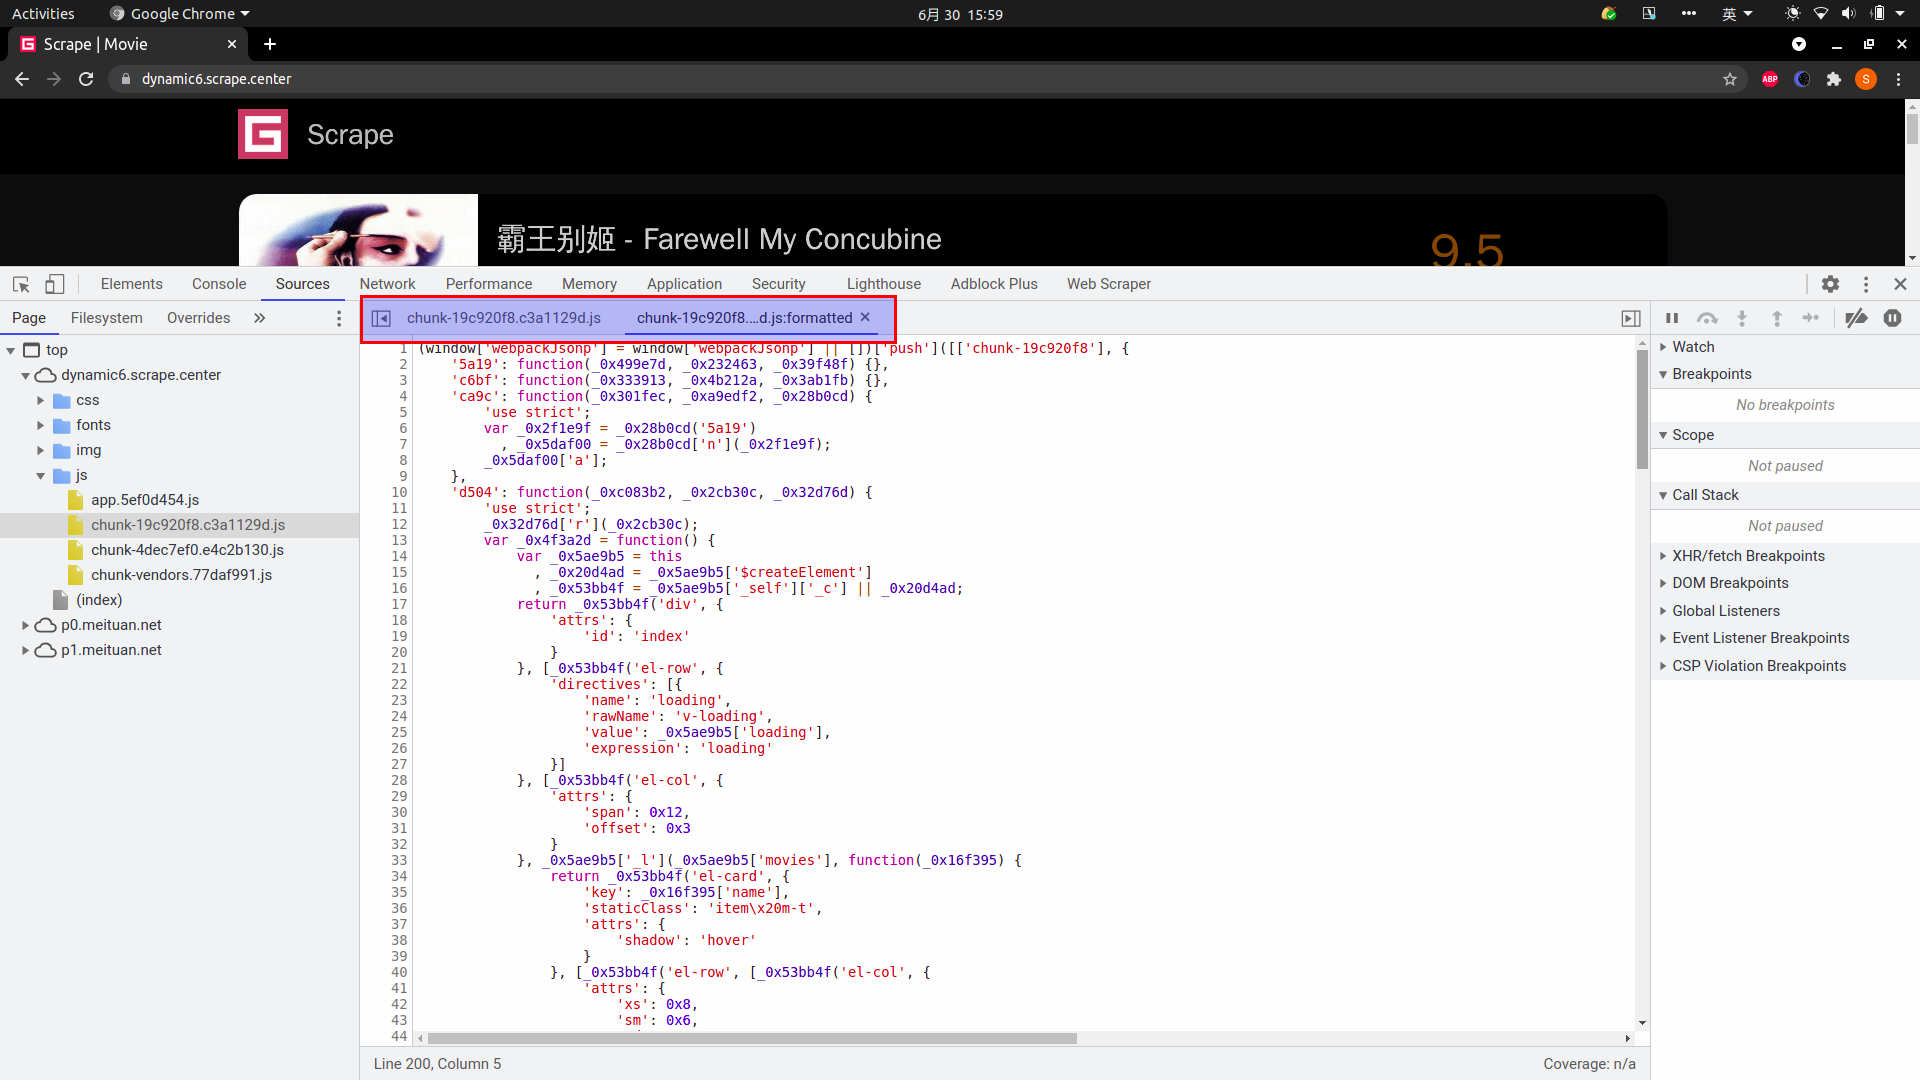 Activities Google Chrome 6月 30 15:59 英
Scrape | Movie
dynamic6.scrape.center ABP S
Scrape
霸王别姬 - Farewell My Concubine 9.5
Elements Console Sources Network Performance Memory Application Security Lighthouse Adblock Plus Web Scraper
Page Filesystem Overrides
chunk-19c920f8.c3a1129d.js chunk-19c920f8.…d.js:formatted
top
dynamic6.scrape.center
css
fonts
img
js
app.5ef0d454.js
chunk-19c920f8.c3a1129d.js
chunk-4dec7ef0.e4c2b130.js
chunk-vendors.77daf991.js
(index)
p0.meituan.net
p1.meituan.net
1 (window['webpackJsonp'] = window['webpackJsonp'] || [])['push']([['chunk-19c920f8'], {
2 '5a19': function(_0x499e7d, _0x232463, _0x39f48f) {},
3 'c6bf': function(_0x333913, _0x4b212a, _0x3ab1fb) {},
4 'ca9c': function(_0x301fec, _0xa9edf2, _0x28b0cd) {
5 'use strict';
6 var _0x2f1e9f = _0x28b0cd('5a19')
7 , _0x5daf00 = _0x28b0cd['n'](_0x2f1e9f);
8 _0x5daf00['a'];
9 },
10 'd504': function(_0xc083b2, _0x2cb30c, _0x32d76d) {
11 'use strict';
12 _0x32d76d['r'](_0x2cb30c);
13 var _0x4f3a2d = function() {
14 var _0x5ae9b5 = this
15 , _0x20d4ad = _0x5ae9b5['$createElement']
16 , _0x53bb4f = _0x5ae9b5['_self']['_c'] || _0x20d4ad;
17 return _0x53bb4f('div', {
18 'attrs': {
19 'id': 'index'
20 }
21 }, [_0x53bb4f('el-row', {
22 'directives': [{
23 'name': 'loading',
24 'rawName': 'v-loading',
25 'value': _0x5ae9b5['loading'],
26 'expression': 'loading'
27 }]
28 }, [_0x53bb4f('el-col', {
29 'attrs': {
30 'span': 0x12,
31 'offset': 0x3
32 }
33 }, _0x5ae9b5['_l'](_0x5ae9b5['movies'], function(_0x16f395) {
34 return _0x53bb4f('el-card', {
35 'key': _0x16f395['name'],
36 'staticClass': 'item\x20m-t',
37 'attrs': {
38 'shadow': 'hover'
39 }
40 }, [_0x53bb4f('el-row', [_0x53bb4f('el-col', {
41 'attrs': {
42 'xs': 0x8,
43 'sm': 0x6,
44
Line 200, Column 5 Coverage: n/a
Watch
Breakpoints
No breakpoints
Scope
Not paused
Call Stack
Not paused
XHR/fetch Breakpoints
DOM Breakpoints
Global Listeners
Event Listener Breakpoints
CSP Violation Breakpoints